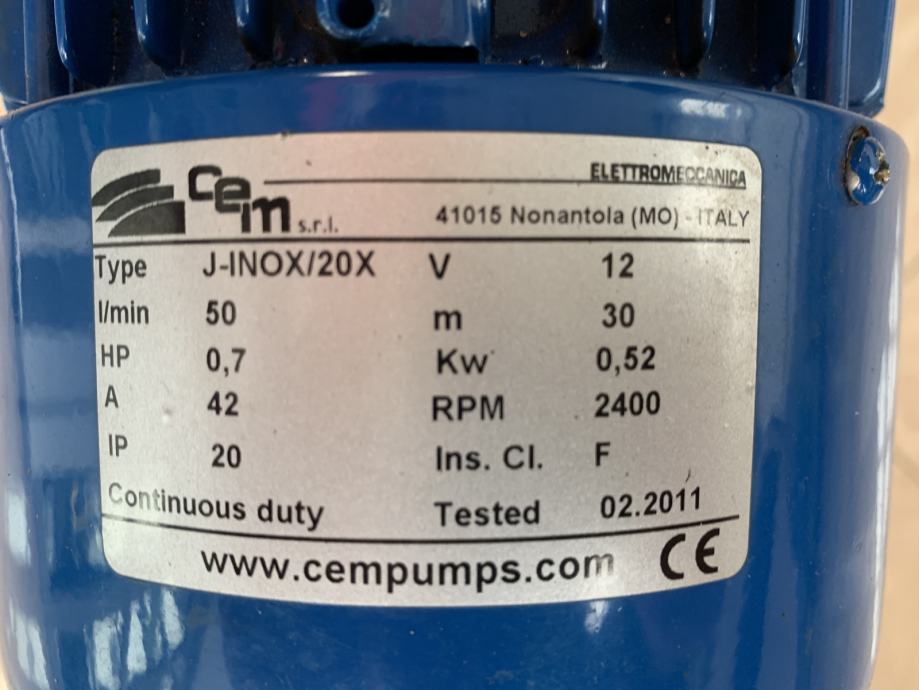 cem s.r.l.
ELETTROMECCANICA
41015 Nonantola (MO) - ITALY
Type J-INOX/20X V 12
l/min 50 m 30
HP 0,7 Kw 0,52
A 42 RPM 2400
IP 20 Ins. Cl. F
Continuous duty Tested 02.2011
www.cempumps.com CE